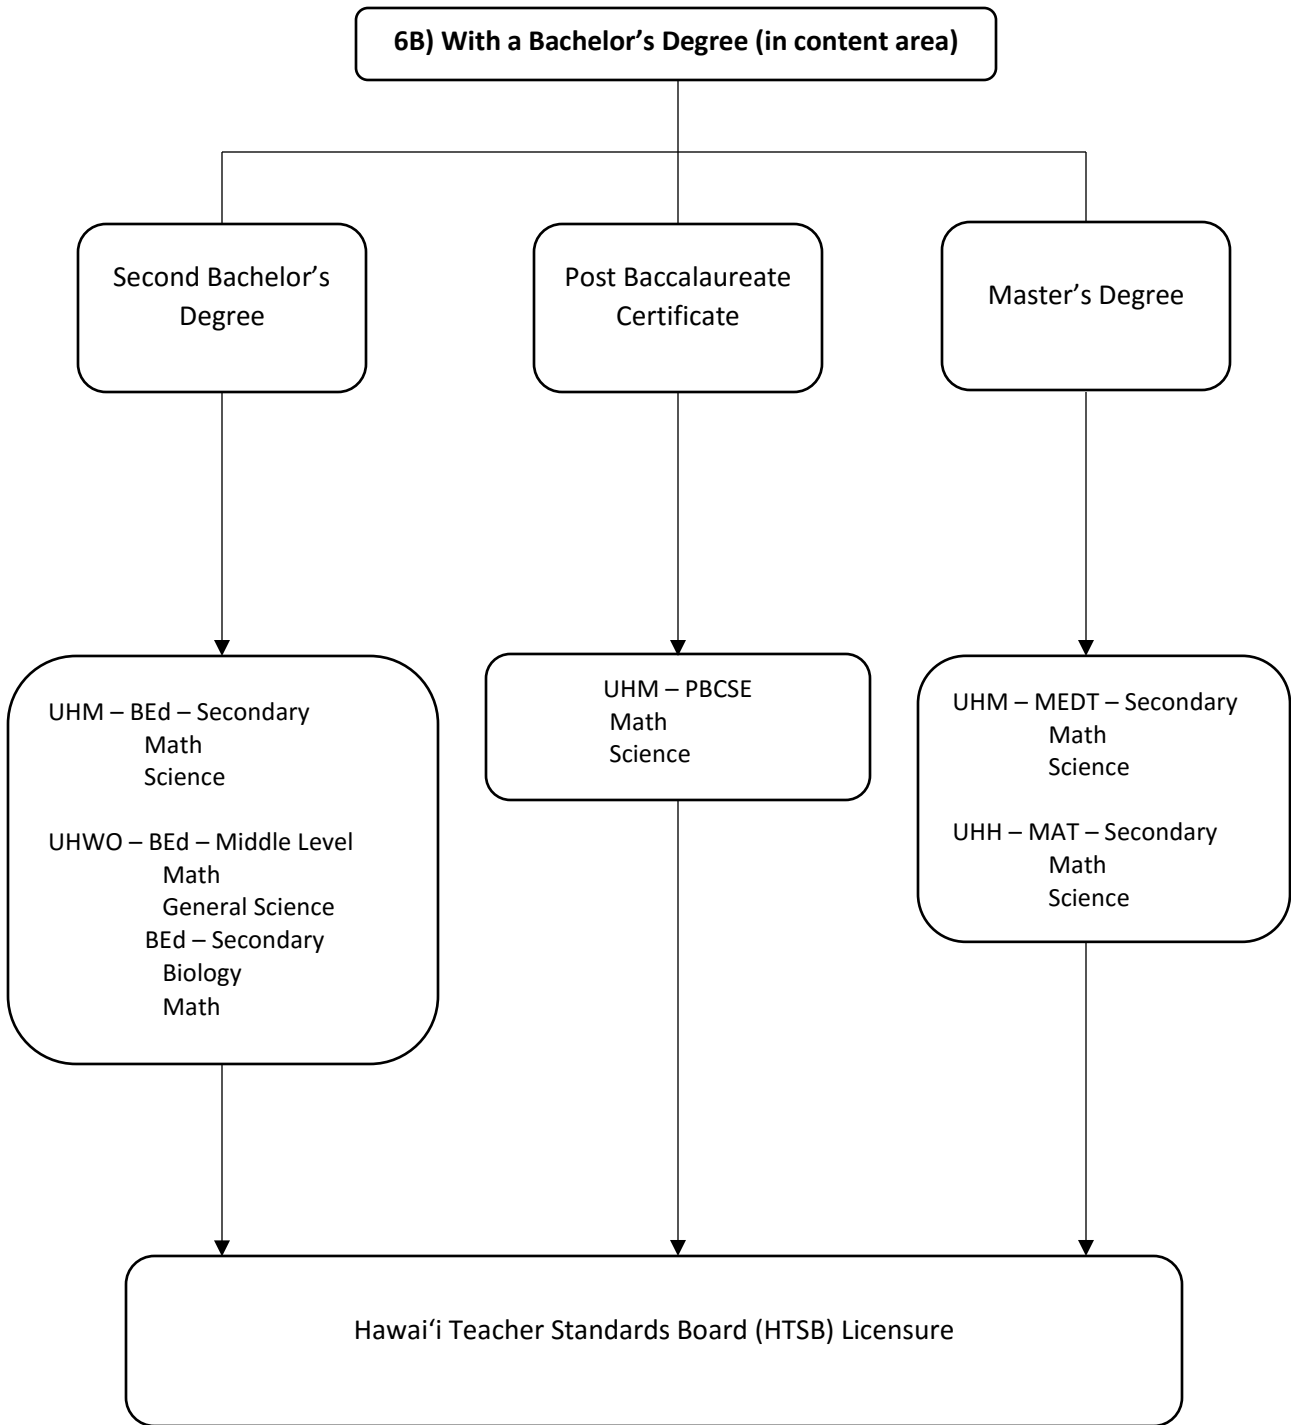 6B) With a Bachelor’s Degree (in content area)
Second Bachelor’s
Degree
Post Baccalaureate
Certificate
Master’s Degree
UHM – BEd – Secondary
Math
Science
UHWO – BEd – Middle Level
Math
General Science
BEd – Secondary
Biology
Math
UHM – PBCSE
Math
Science
UHM – MEDT – Secondary
Math
Science
UHH – MAT – Secondary
Math
Science
Hawaiʻi Teacher Standards Board (HTSB) Licensure